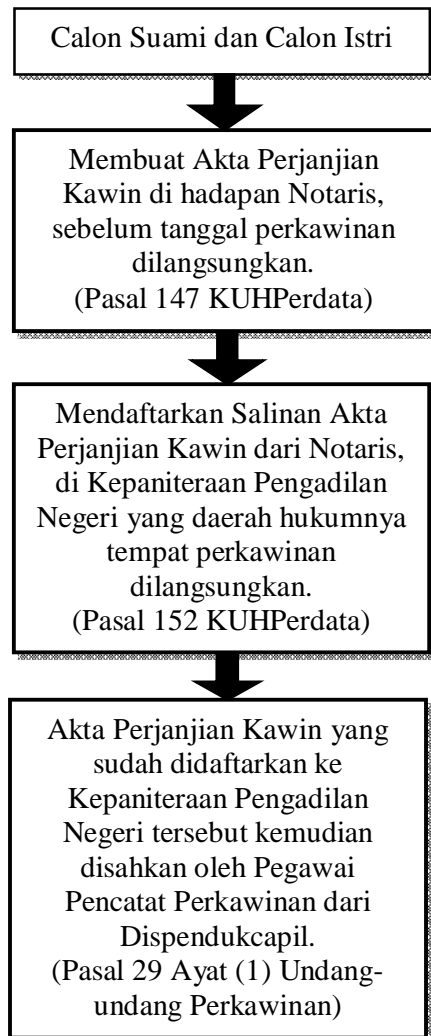 Calon Suami dan Calon Istri
Membuat Akta Perjanjian
Kawin di hadapan Notaris,
sebelum tanggal perkawinan
dilangsungkan.
(Pasal 147 KUHPerdata)
Mendaftarkan Salinan Akta
Perjanjian Kawin dari Notaris,
di Kepaniteraan Pengadilan
Negeri yang daerah hukumnya
tempat perkawinan
dilangsungkan.
(Pasal 152 KUHPerdata)
Akta Perjanjian Kawin yang
sudah didaftarkan ke
Kepaniteraan Pengadilan
Negeri tersebut kemudian
disahkan oleh Pegawai
Pencatat Perkawinan dari
Dispendukcapil.
(Pasal 29 Ayat (1) Undang-
undang Perkawinan)